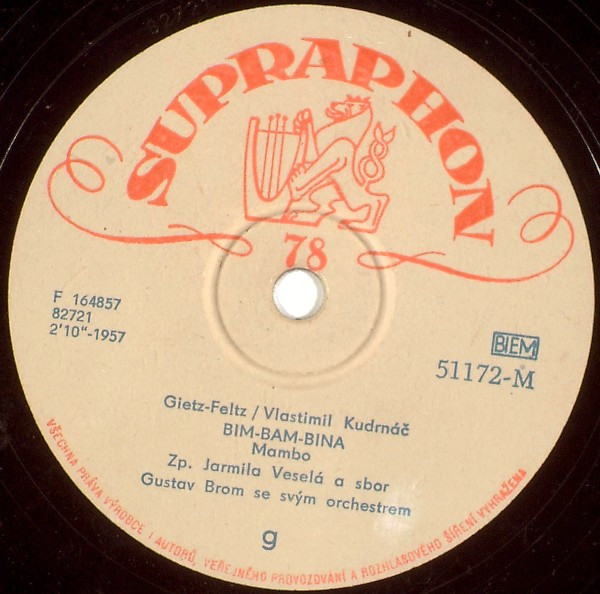 SUPRAPHON
78
F 164857
82721
2'10"-1957
BIEM
51172-M
Gietz-Feltz / Vlastimil Kudrnáč
BIM-BAM-BINA
Mambo
Zp. Jarmila Veselá a sbor
Gustav Brom se svým orchestrem
g
VŠECHNA PRÁVA VÝROBCE I AUTORŮ, VEŘEJNÉHO PROVOZOVÁNÍ A ROZHLASOVÉHO ŠÍŘENÍ VYHRAŽENA